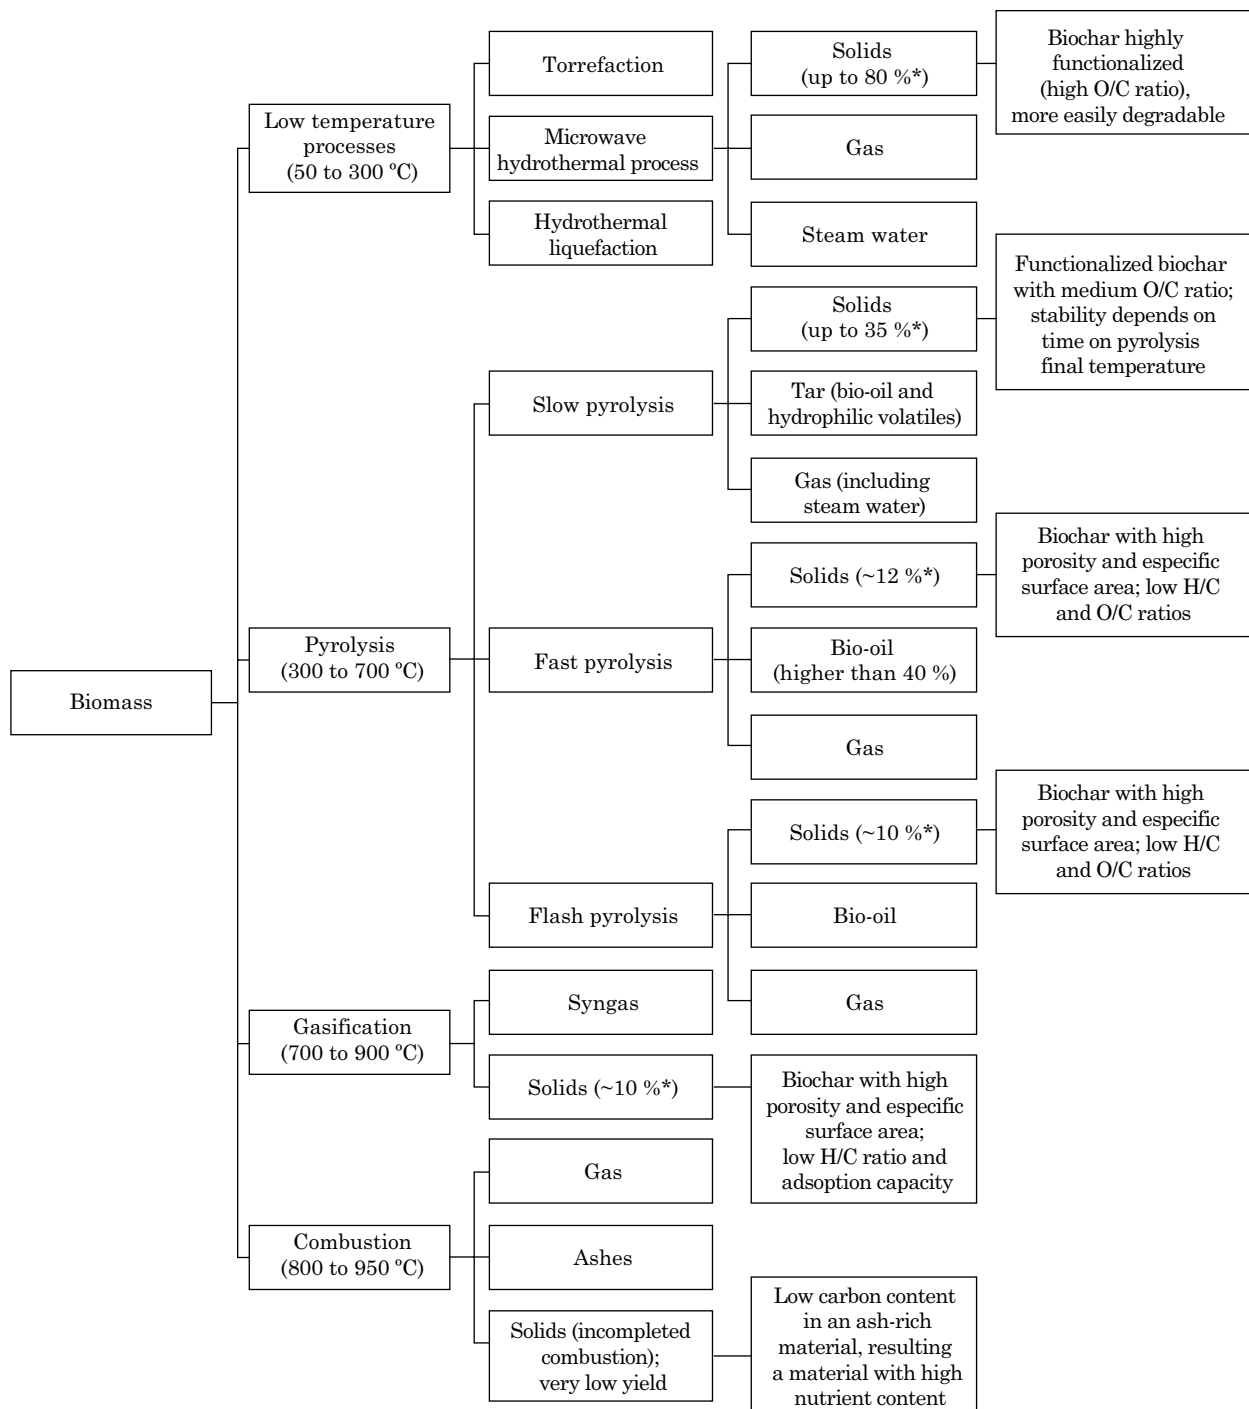 Biomass
Low temperature
processes
(50 to 300 ºC)
Torrefaction
Microwave
hydrothermal process
Hydrothermal
liquefaction
Solids
(up to 80 %*)
Gas
Steam water
Biochar highly
functionalized
(high O/C ratio),
more easily degradable
Pyrolysis
(300 to 700 ºC)
Slow pyrolysis
Solids
(up to 35 %*)
Tar (bio-oil and
hydrophilic volatiles)
Gas (including
steam water)
Functionalized biochar
with medium O/C ratio;
stability depends on
time on pyrolysis
final temperature
Fast pyrolysis
Solids (~12 %*)
Bio-oil
(higher than 40 %)
Gas
Biochar with high
porosity and especific
surface area; low H/C
and O/C ratios
Flash pyrolysis
Solids (~10 %*)
Bio-oil
Gas
Biochar with high
porosity and especific
surface area; low H/C
and O/C ratios
Gasification
(700 to 900 ºC)
Syngas
Solids (~10 %*)
Biochar with high
porosity and especific
surface area;
low H/C ratio and
adsoption capacity
Combustion
(800 to 950 ºC)
Gas
Ashes
Solids (incompleted
combustion);
very low yield
Low carbon content
in an ash-rich
material, resulting
a material with high
nutrient content